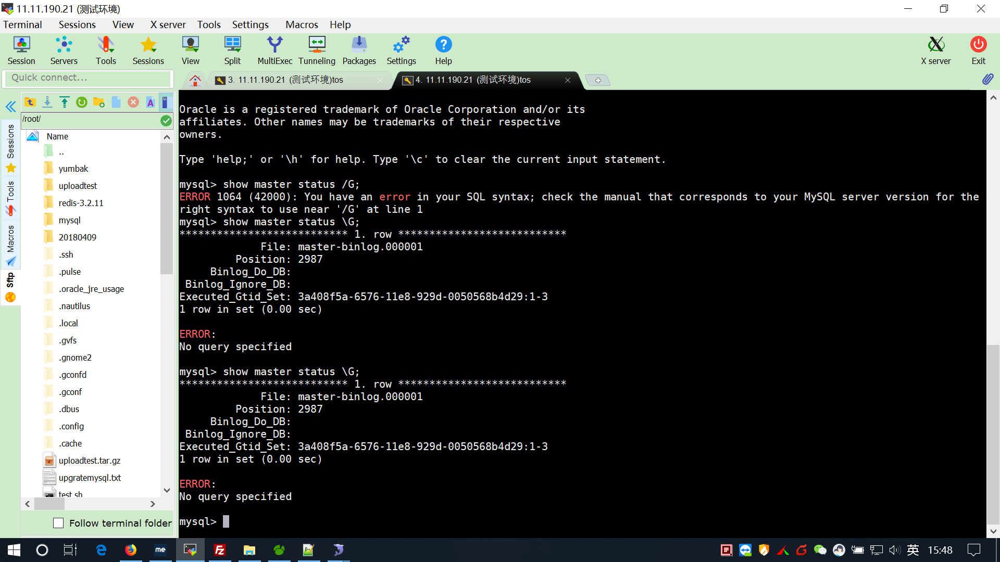 11.11.190.21 (测试环境)
Terminal Sessions View X server Tools Settings Macros Help
Session Servers Tools Sessions View Split MultiExec Tunneling Packages Settings Help X server Exit
Quick connect...
3. 11.11.190.21 (测试环境)tos
4. 11.11.190.21 (测试环境)tos
Sessions
Tools
Macros
Sftp
/root/
Name
..
yumbak
uploadtest
redis-3.2.11
mysql
20180409
.ssh
.pulse
.oracle_jre_usage
.nautilus
.local
.gvfs
.gnome2
.gconfd
.gconf
.dbus
.config
.cache
uploadtest.tar.gz
upgratemysql.txt
test.sh
Follow terminal folder
Oracle is a registered trademark of Oracle Corporation and/or its
affiliates. Other names may be trademarks of their respective
owners.
Type 'help;' or '\h' for help. Type '\c' to clear the current input statement.
mysql> show master status /G;
ERROR 1064 (42000): You have an error in your SQL syntax; check the manual that corresponds to your MySQL server version for the
right syntax to use near '/G' at line 1
mysql> show master status \G;
*************************** 1. row ***************************
File: master-binlog.000001
Position: 2987
Binlog_Do_DB:
Binlog_Ignore_DB:
Executed_Gtid_Set: 3a408f5a-6576-11e8-929d-0050568b4d29:1-3
1 row in set (0.00 sec)
ERROR:
No query specified
mysql> show master status \G;
*************************** 1. row ***************************
File: master-binlog.000001
Position: 2987
Binlog_Do_DB:
Binlog_Ignore_DB:
Executed_Gtid_Set: 3a408f5a-6576-11e8-929d-0050568b4d29:1-3
1 row in set (0.00 sec)
ERROR:
No query specified
mysql>
me
英 15:48